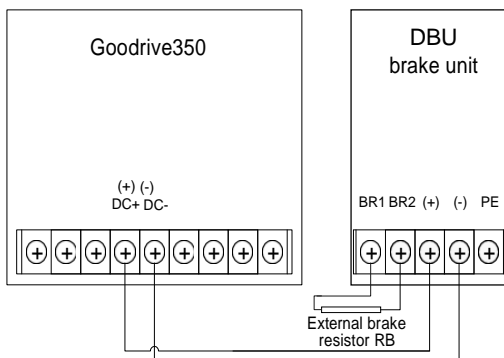 Goodrive350
(+) (-)
DC+ DC-
DBU
brake unit
BR1 BR2 (+) (-) PE
External brake
resistor RB